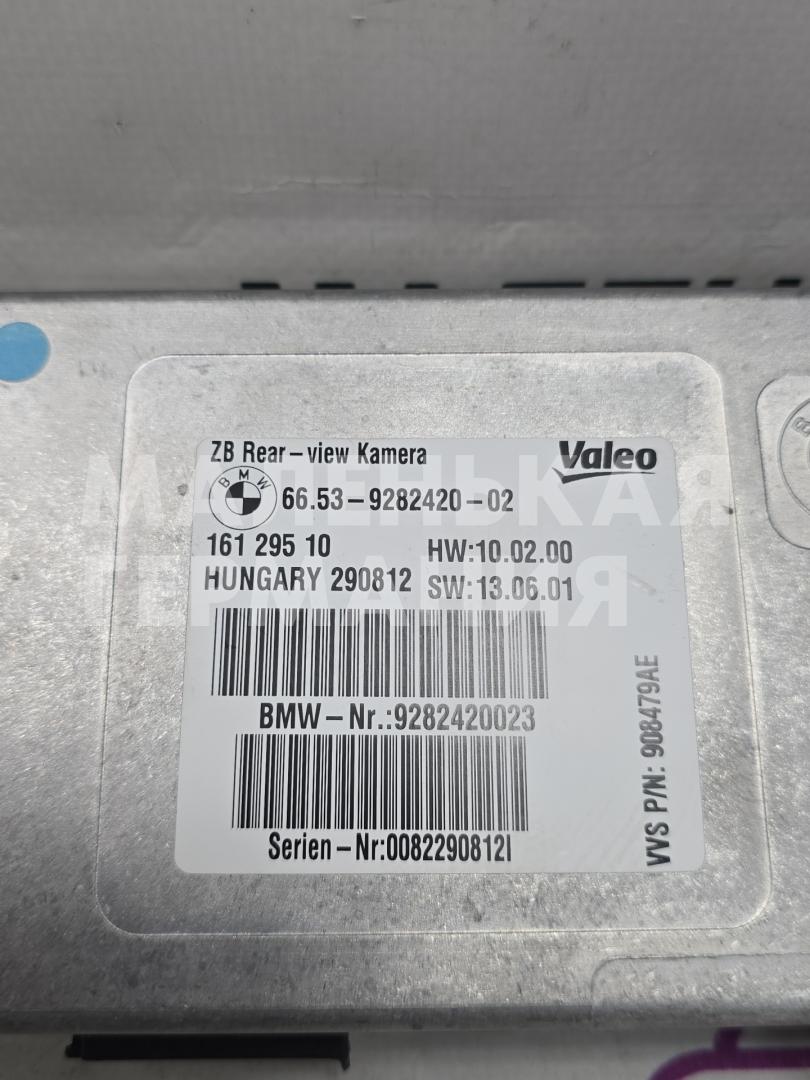 ZB Rear-view Kamera
Valeo
BMW
66.53-9282420-02
161 295 10
HW:10.02.00
HUNGARY 290812
SW:13.06.01
BMW-Nr.:9282420023
Serien-Nr:0082290812I
VVS P/N: 908479AE
МАЛЕНЬКАЯ
ГЕРМАНИЯ